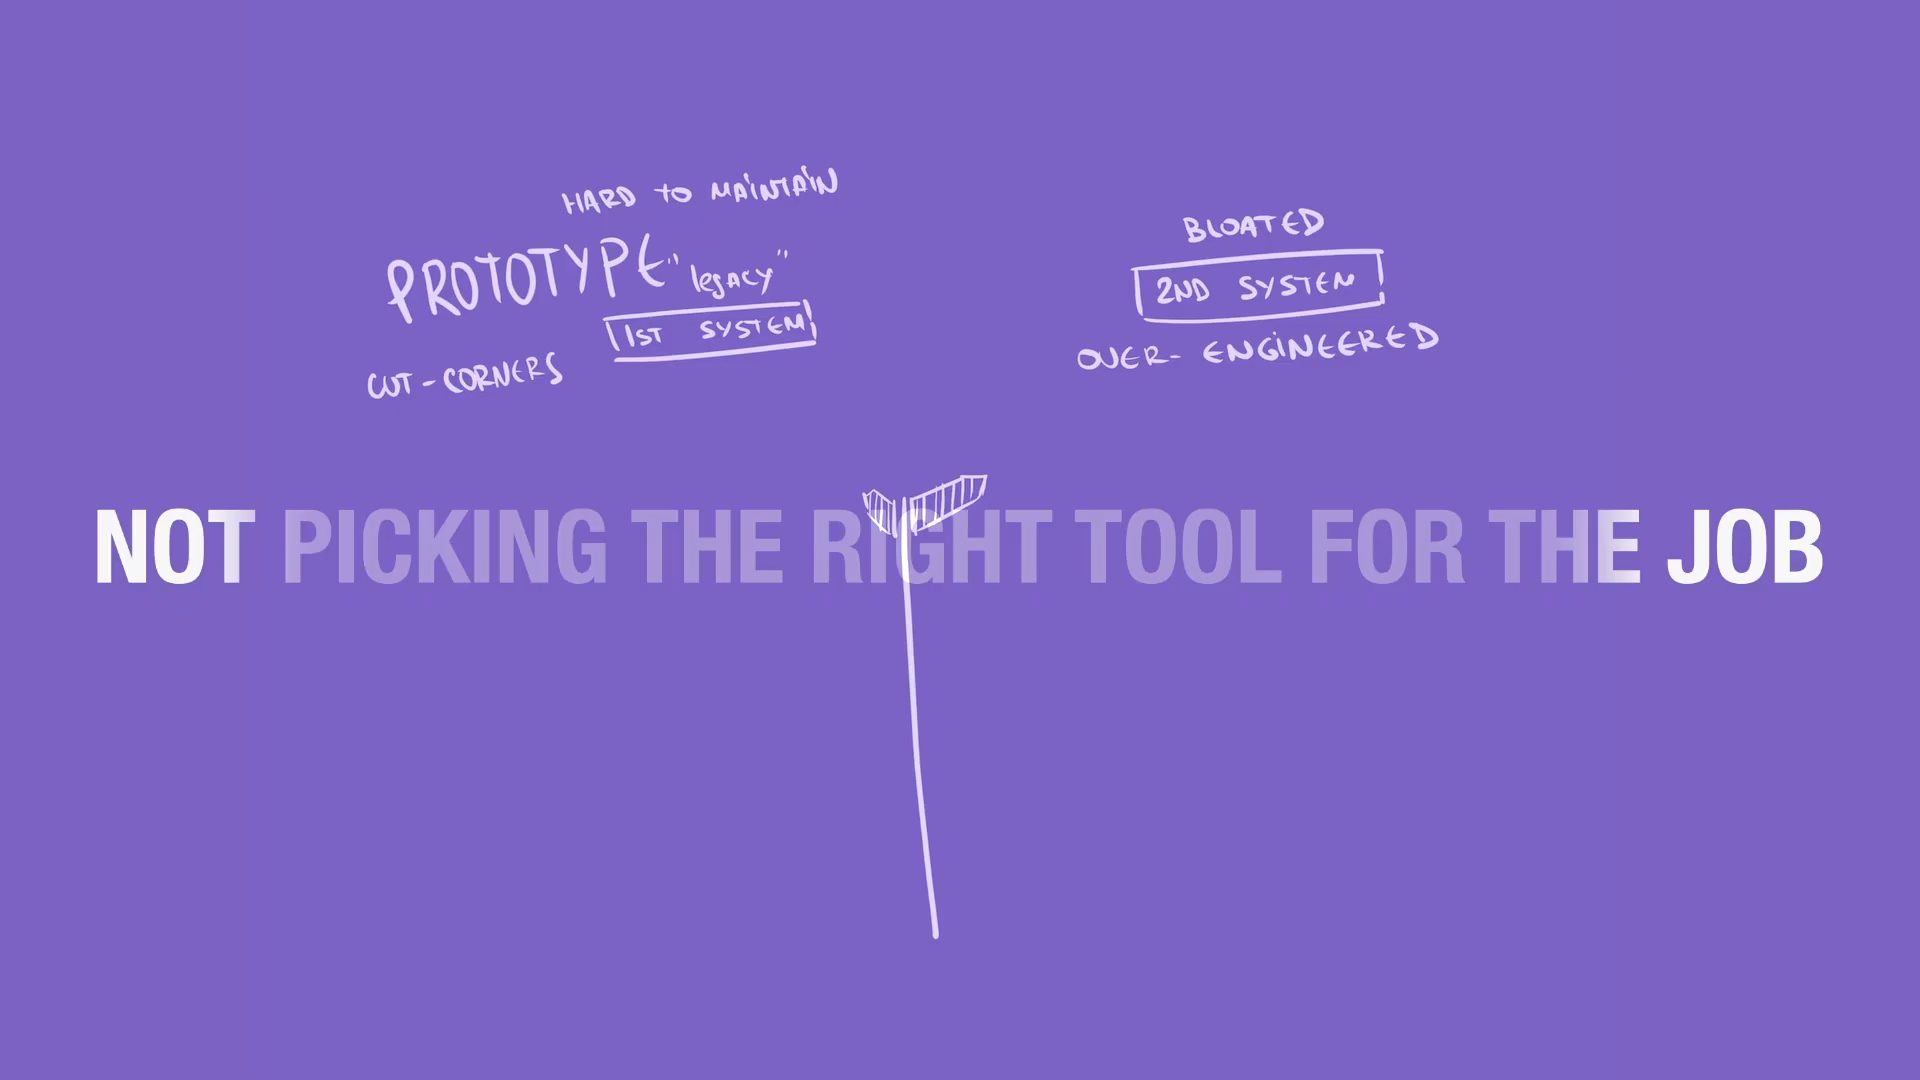 HARD TO MAINTAIN
PROTOTYPE "legacy"
1ST SYSTEM
CUT-CORNERS
BLOATED
2ND SYSTEM
OVER-ENGINEERED
NOT PICKING THE RIGHT TOOL FOR THE JOB